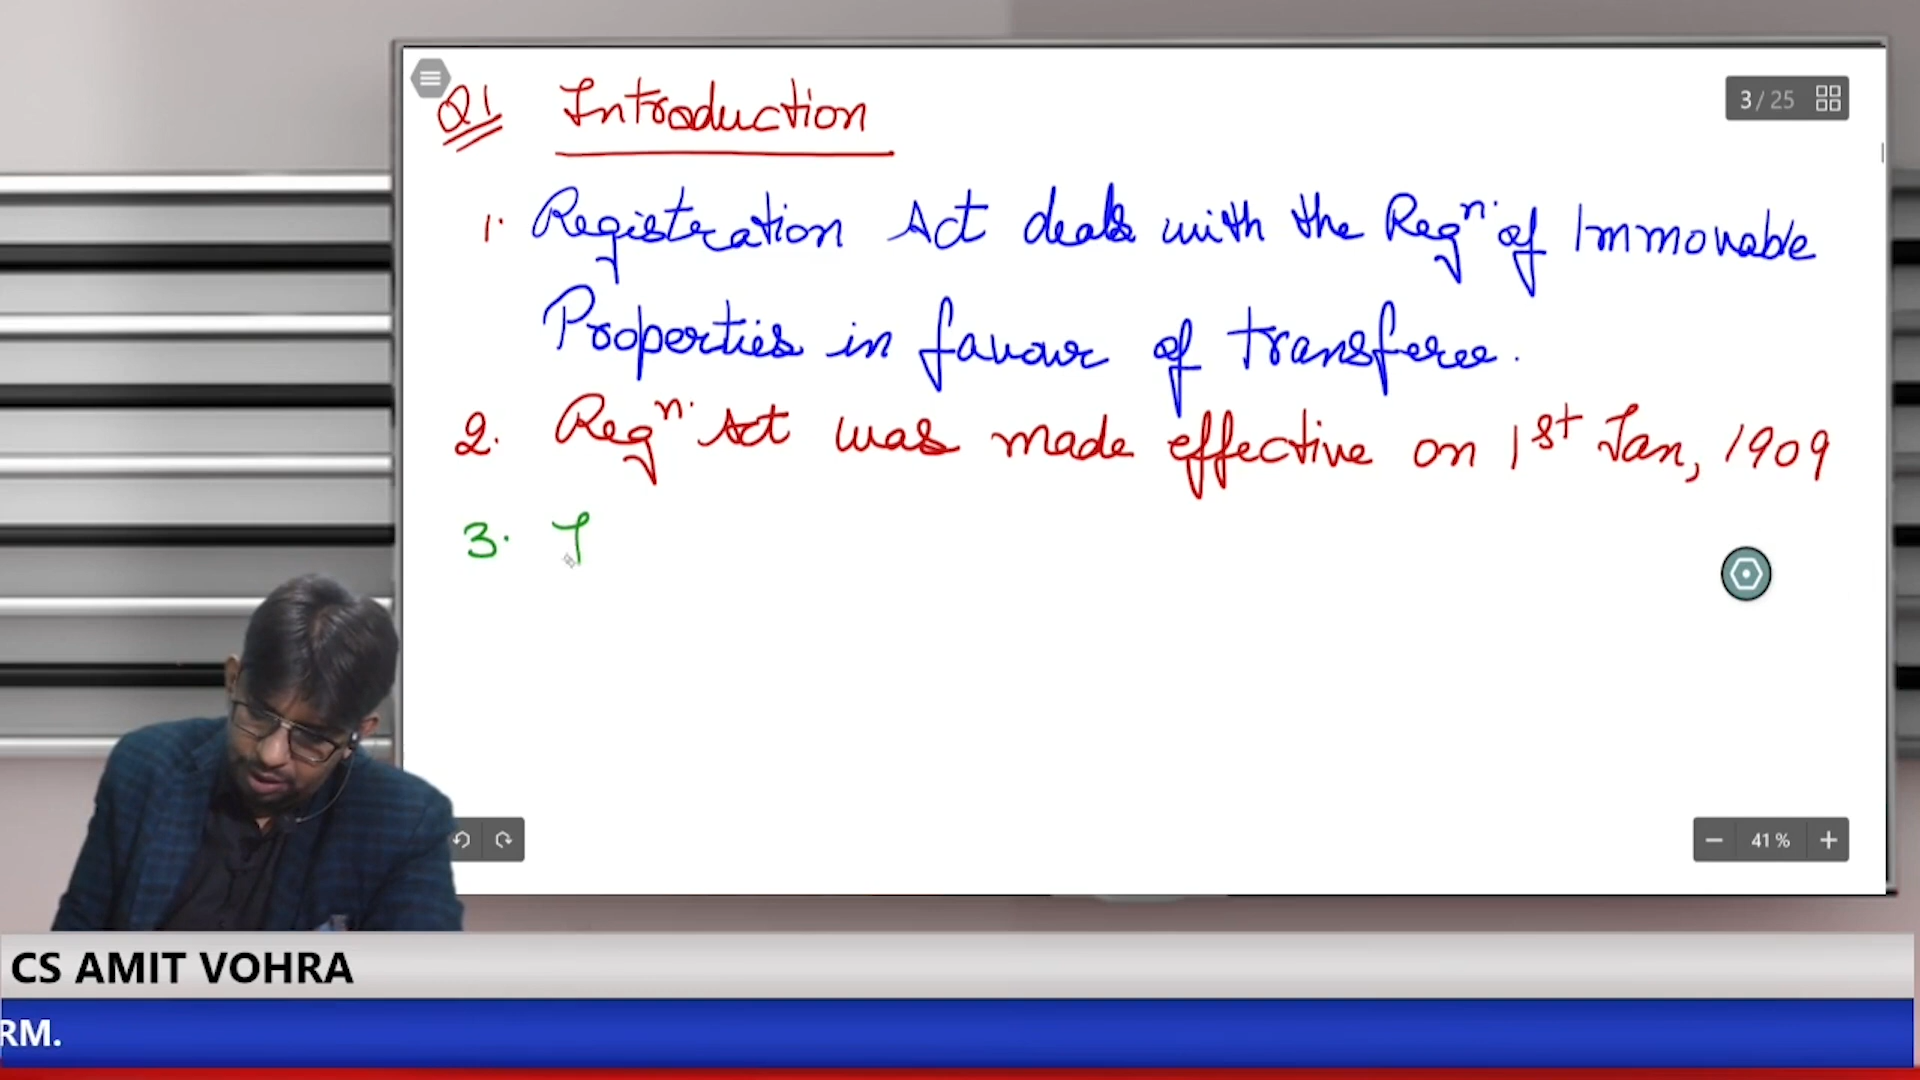 Q1 Introduction
3 / 25
1. Registration Act deals with the Regn. of Immovable
Properties in favour of transferee.
2. Regn. Act was made effective on 1st Jan, 1909
3. T
41 %
CS AMIT VOHRA
RM.